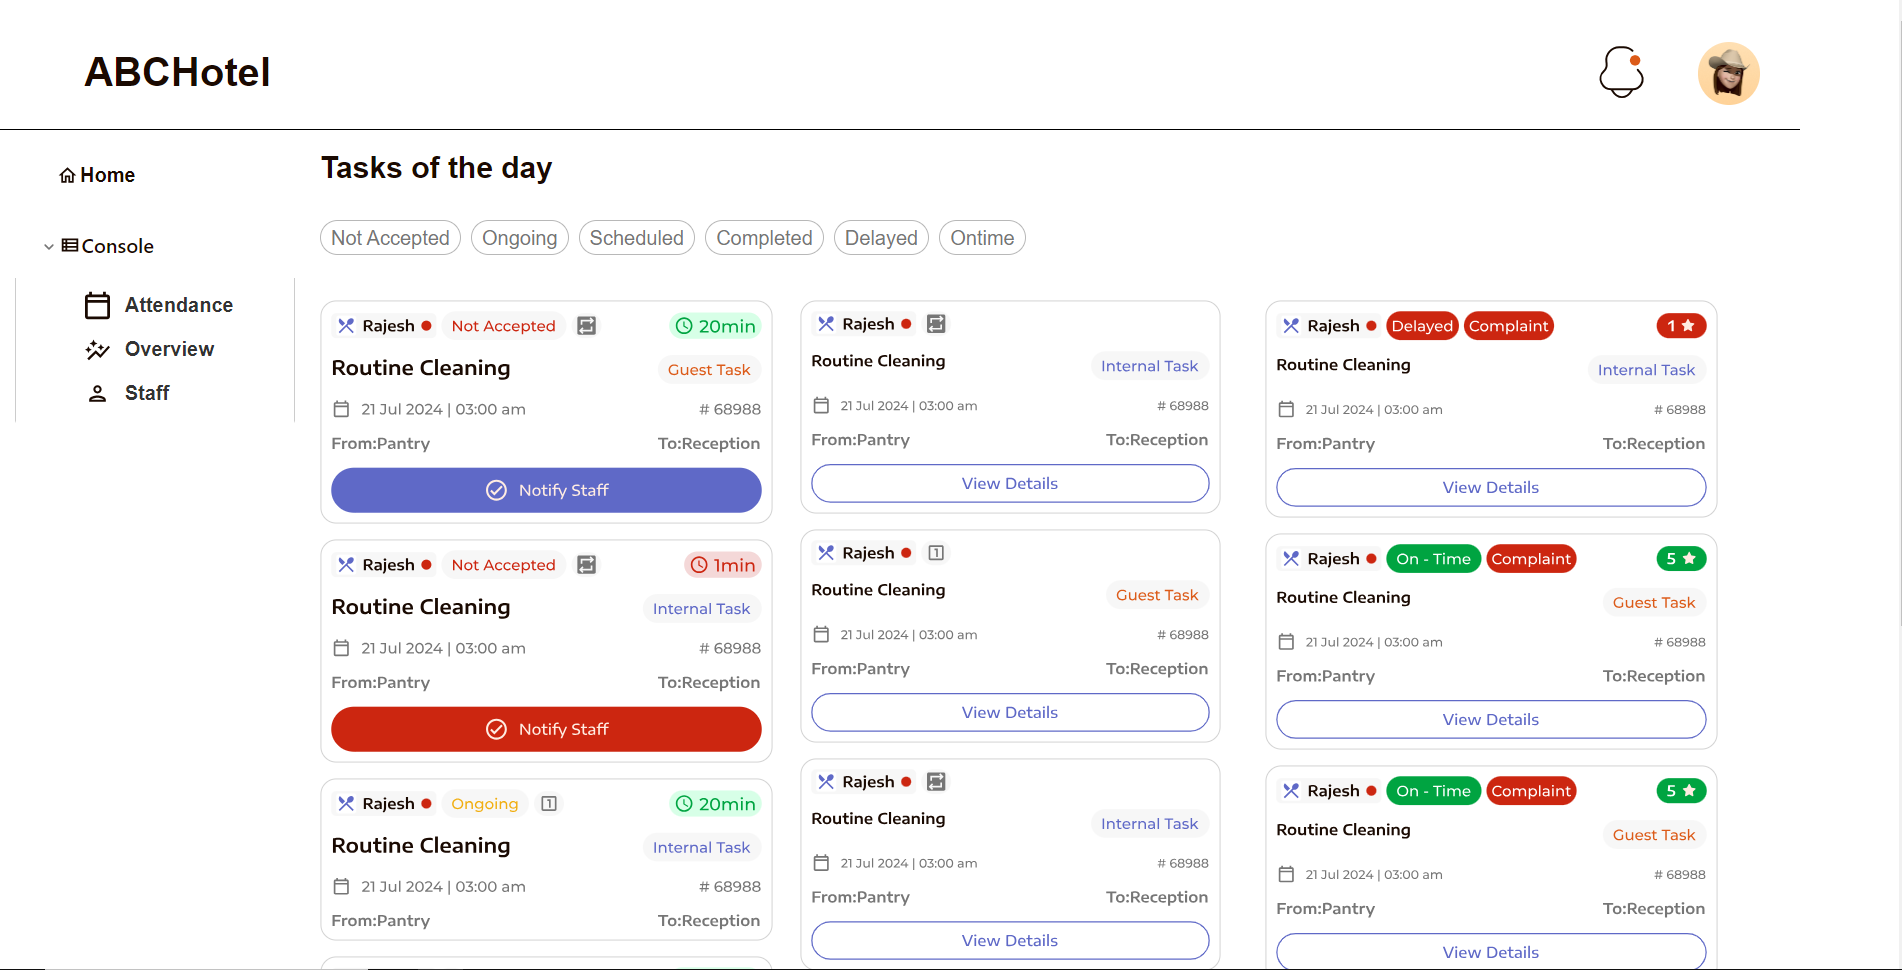 ABCHotel
Home
Console
Attendance
Overview
Staff
Tasks of the day
Not Accepted Ongoing Scheduled Completed Delayed Ontime
Rajesh Not Accepted 20min
Routine Cleaning
Guest Task
21 Jul 2024 | 03:00 am # 68988
From:Pantry To:Reception
Notify Staff
Rajesh Not Accepted 1min
Routine Cleaning
Internal Task
21 Jul 2024 | 03:00 am # 68988
From:Pantry To:Reception
Notify Staff
Rajesh Ongoing 1 20min
Routine Cleaning
Internal Task
21 Jul 2024 | 03:00 am # 68988
From:Pantry To:Reception
Rajesh
Routine Cleaning
Internal Task
21 Jul 2024 | 03:00 am # 68988
From:Pantry To:Reception
View Details
Rajesh 1
Routine Cleaning
Guest Task
21 Jul 2024 | 03:00 am # 68988
From:Pantry To:Reception
View Details
Rajesh
Routine Cleaning
Internal Task
21 Jul 2024 | 03:00 am # 68988
From:Pantry To:Reception
View Details
Rajesh Delayed Complaint 1 ★
Routine Cleaning
Internal Task
21 Jul 2024 | 03:00 am # 68988
From:Pantry To:Reception
View Details
Rajesh On - Time Complaint 5 ★
Routine Cleaning
Guest Task
21 Jul 2024 | 03:00 am # 68988
From:Pantry To:Reception
View Details
Rajesh On - Time Complaint 5 ★
Routine Cleaning
Guest Task
21 Jul 2024 | 03:00 am # 68988
From:Pantry To:Reception
View Details